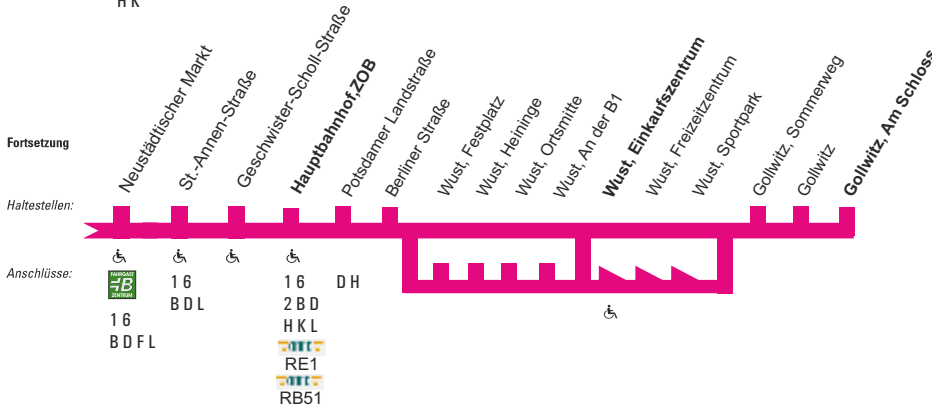 H K
Fortsetzung
Neustädtischer Markt
St.-Annen-Straße
Geschwister-Scholl-Straße
Hauptbahnhof,ZOB
Potsdamer Landstraße
Berliner Straße
Wust, Festplatz
Wust, Heininge
Wust, Ortsmitte
Wust, An der B1
Wust, Einkaufszentrum
Wust, Freizeitzentrum
Wust, Sportpark
Gollwitz, Sommenweg
Gollwitz
Gollwitz, Am Schloss
Haltestellen:
Anschlüsse:
FAHRGAST
B
ZENTRUM
1 6
B D F L
1 6
B D L
1 6
2 B D
H K L
RE1
RB51
D H